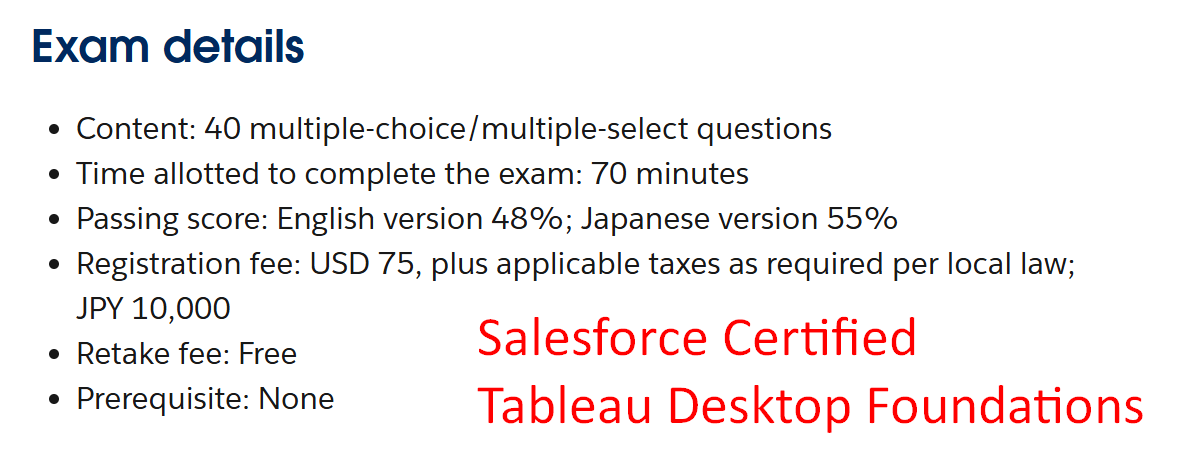 Exam details
• Content: 40 multiple-choice/multiple-select questions
• Time allotted to complete the exam: 70 minutes
• Passing score: English version 48%; Japanese version 55%
• Registration fee: USD 75, plus applicable taxes as required per local law;
JPY 10,000
• Retake fee: Free
• Prerequisite: None
Salesforce Certified
Tableau Desktop Foundations